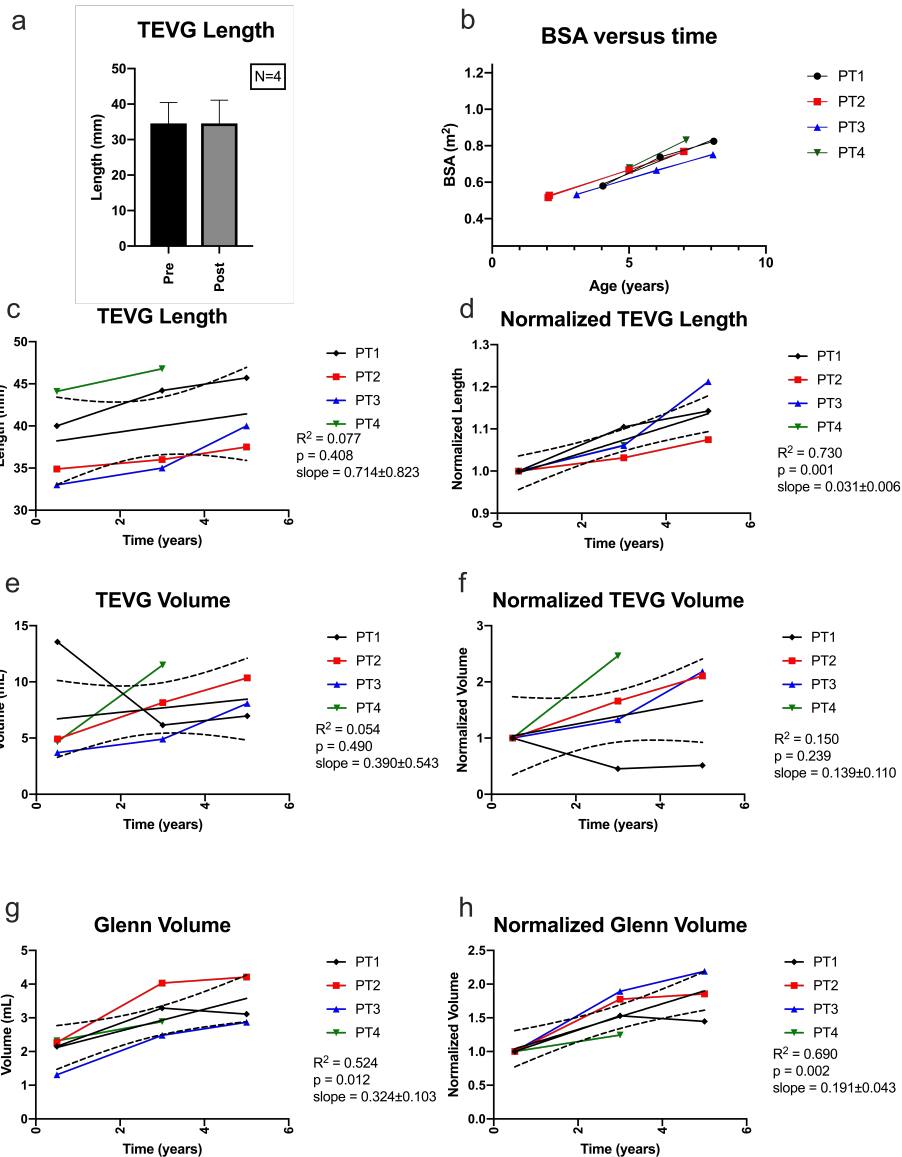 a
TEVG Length
N=4
50
40
30
20
10
0
Length (mm)
Pre
Post
b
BSA versus time
1.2
1.0
0.8
0.6
0.4
BSA (m²)
0
5
10
Age (years)
PT1
PT2
PT3
PT4
c
TEVG Length
50
45
40
35
30
Length (mm)
0
2
4
6
Time (years)
PT1
PT2
PT3
PT4
R² = 0.077
p = 0.408
slope = 0.714±0.823
d
Normalized TEVG Length
1.3
1.2
1.1
1.0
0.9
Normalized Length
0
2
4
6
Time (years)
PT1
PT2
PT3
PT4
R² = 0.730
p = 0.001
slope = 0.031±0.006
e
TEVG Volume
15
10
5
0
Volume (mL)
0
2
4
6
Time (years)
PT1
PT2
PT3
PT4
R² = 0.054
p = 0.490
slope = 0.390±0.543
f
Normalized TEVG Volume
3
2
1
0
Normalized Volume
0
2
4
6
Time (years)
PT1
PT2
PT3
PT4
R² = 0.150
p = 0.239
slope = 0.139±0.110
g
Glenn Volume
5
4
3
2
1
0
Volume (mL)
0
2
4
6
Time (years)
PT1
PT2
PT3
PT4
R² = 0.524
p = 0.012
slope = 0.324±0.103
h
Normalized Glenn Volume
2.5
2.0
1.5
1.0
0.5
0.0
Normalized Volume
0
2
4
6
Time (years)
PT1
PT2
PT3
PT4
R² = 0.690
p = 0.002
slope = 0.191±0.043